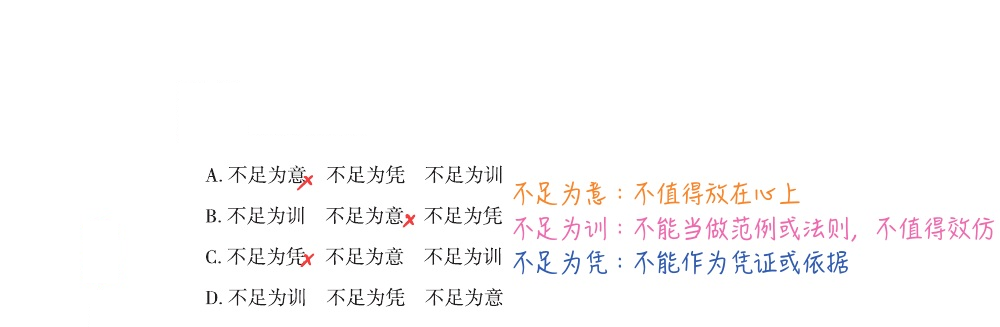 A. 不足为意 不足为凭 不足为训
不足为意：不值得放在心上
B. 不足为训 不足为意 不足为凭
不足为训：不能当做范例或法则，不值得效仿
C. 不足为凭 不足为意 不足为训
不足为凭：不能作为凭证或依据
D. 不足为训 不足为凭 不足为意